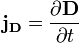 j_D = ∂D/∂t